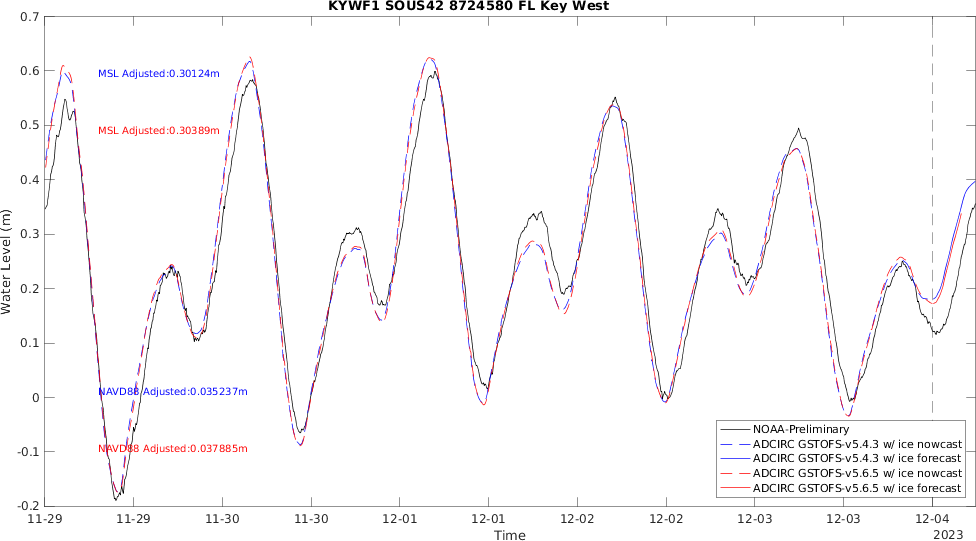 KYWF1 SOUS42 8724580 FL Key West
0.7
0.6
0.5
0.4
0.3
0.2
0.1
0
-0.1
-0.2
Water Level (m)
MSL Adjusted:0.30124m
MSL Adjusted:0.30389m
NAVD88 Adjusted:0.035237m
NAVD88 Adjusted:0.037885m
NOAA-Preliminary
ADCIRC GSTOFS-v5.4.3 w/ ice nowcast
ADCIRC GSTOFS-v5.4.3 w/ ice forecast
ADCIRC GSTOFS-v5.6.5 w/ ice nowcast
ADCIRC GSTOFS-v5.6.5 w/ ice forecast
11-29 11-29 11-30 11-30 12-01 12-01 12-02 12-02 12-03 12-03 12-04
Time
2023